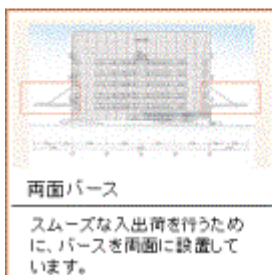 両面バース
スムーズな入出荷を行うため
に、バースを両面に設置して
います。